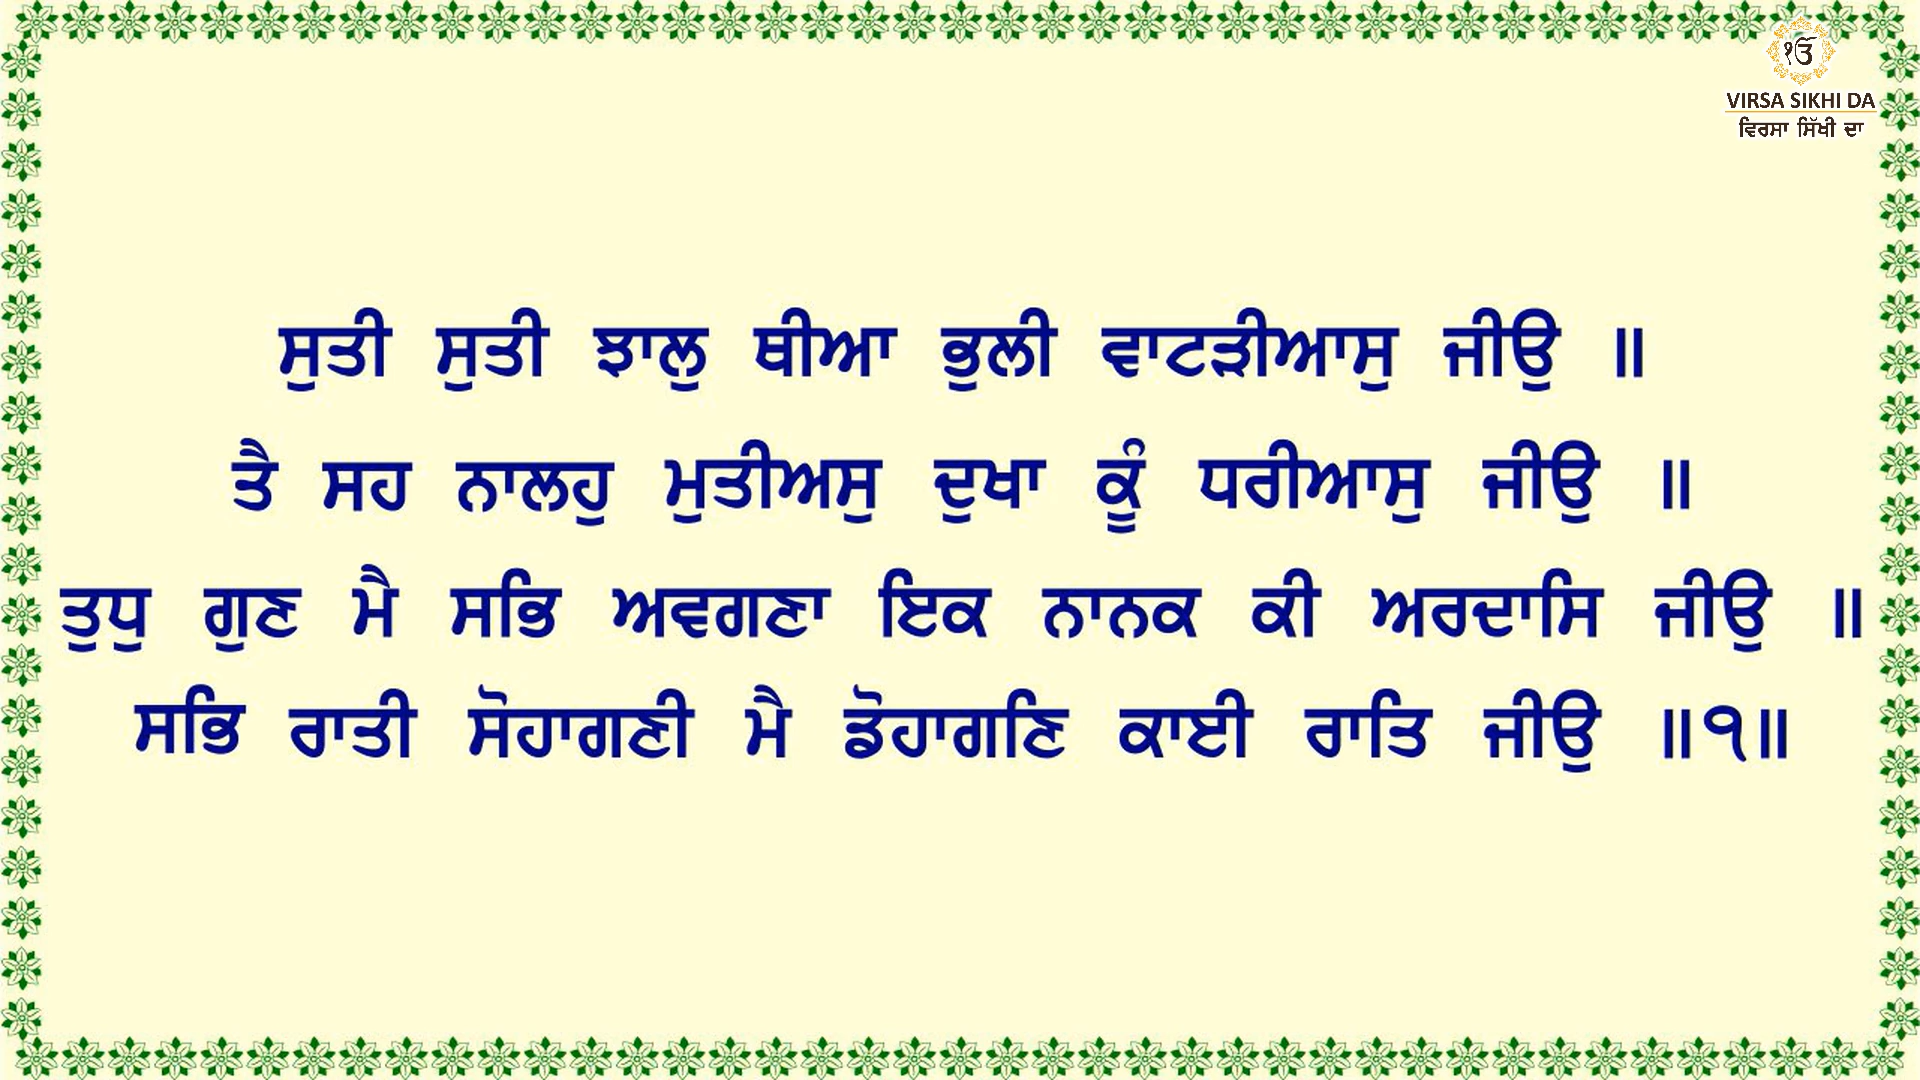 ੴ
VIRSA SIKHI DA
ਵਿਰਸਾ ਸਿੱਖੀ ਦਾ
ਸੁਤੀ ਸੁਤੀ ਝਾਲੁ ਥੀਆ ਭੁਲੀ ਵਾਟੜੀਆਸੁ ਜੀਉ ॥
ਤੈ ਸਹ ਨਾਲਹੁ ਮੁਤੀਅਸੁ ਦੁਖਾ ਕੂੰ ਧਰੀਆਸੁ ਜੀਉ ॥
ਤੁਧੁ ਗੁਣ ਮੈ ਸਭਿ ਅਵਗਣਾ ਇਕ ਨਾਨਕ ਕੀ ਅਰਦਾਸਿ ਜੀਉ ॥
ਸਭਿ ਰਾਤੀ ਸੋਹਾਗਣੀ ਮੈ ਡੋਹਾਗਣਿ ਕਾਈ ਰਾਤਿ ਜੀਉ ॥੧॥